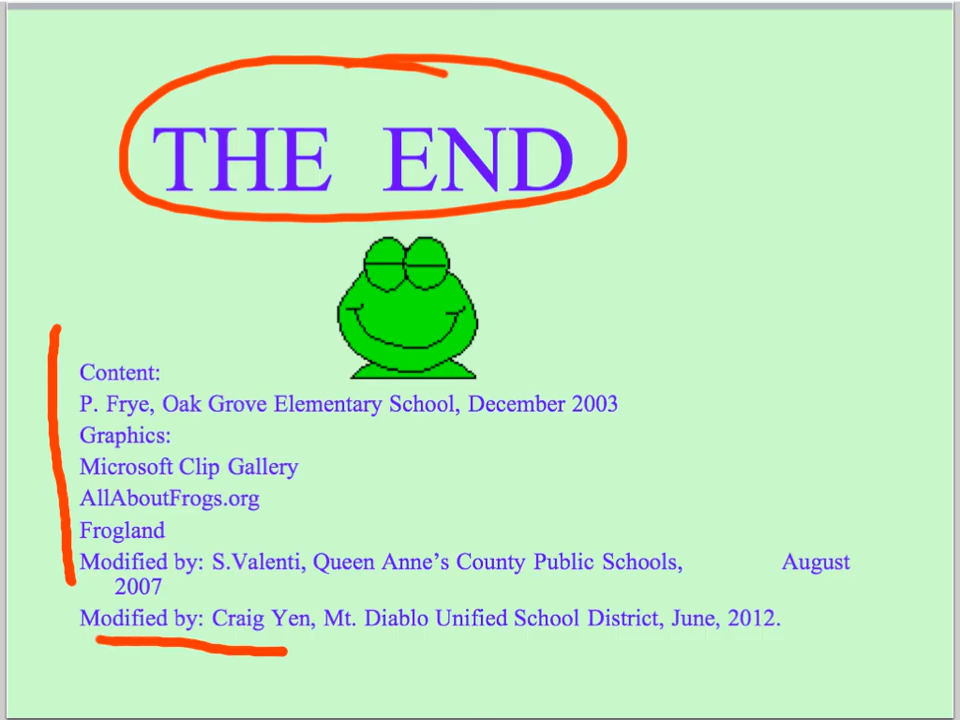 THE END
Content:
P. Frye, Oak Grove Elementary School, December 2003
Graphics:
Microsoft Clip Gallery
AllAboutFrogs.org
Frogland
Modified by: S.Valenti, Queen Anne’s County Public Schools, August
2007
Modified by: Craig Yen, Mt. Diablo Unified School District, June, 2012.